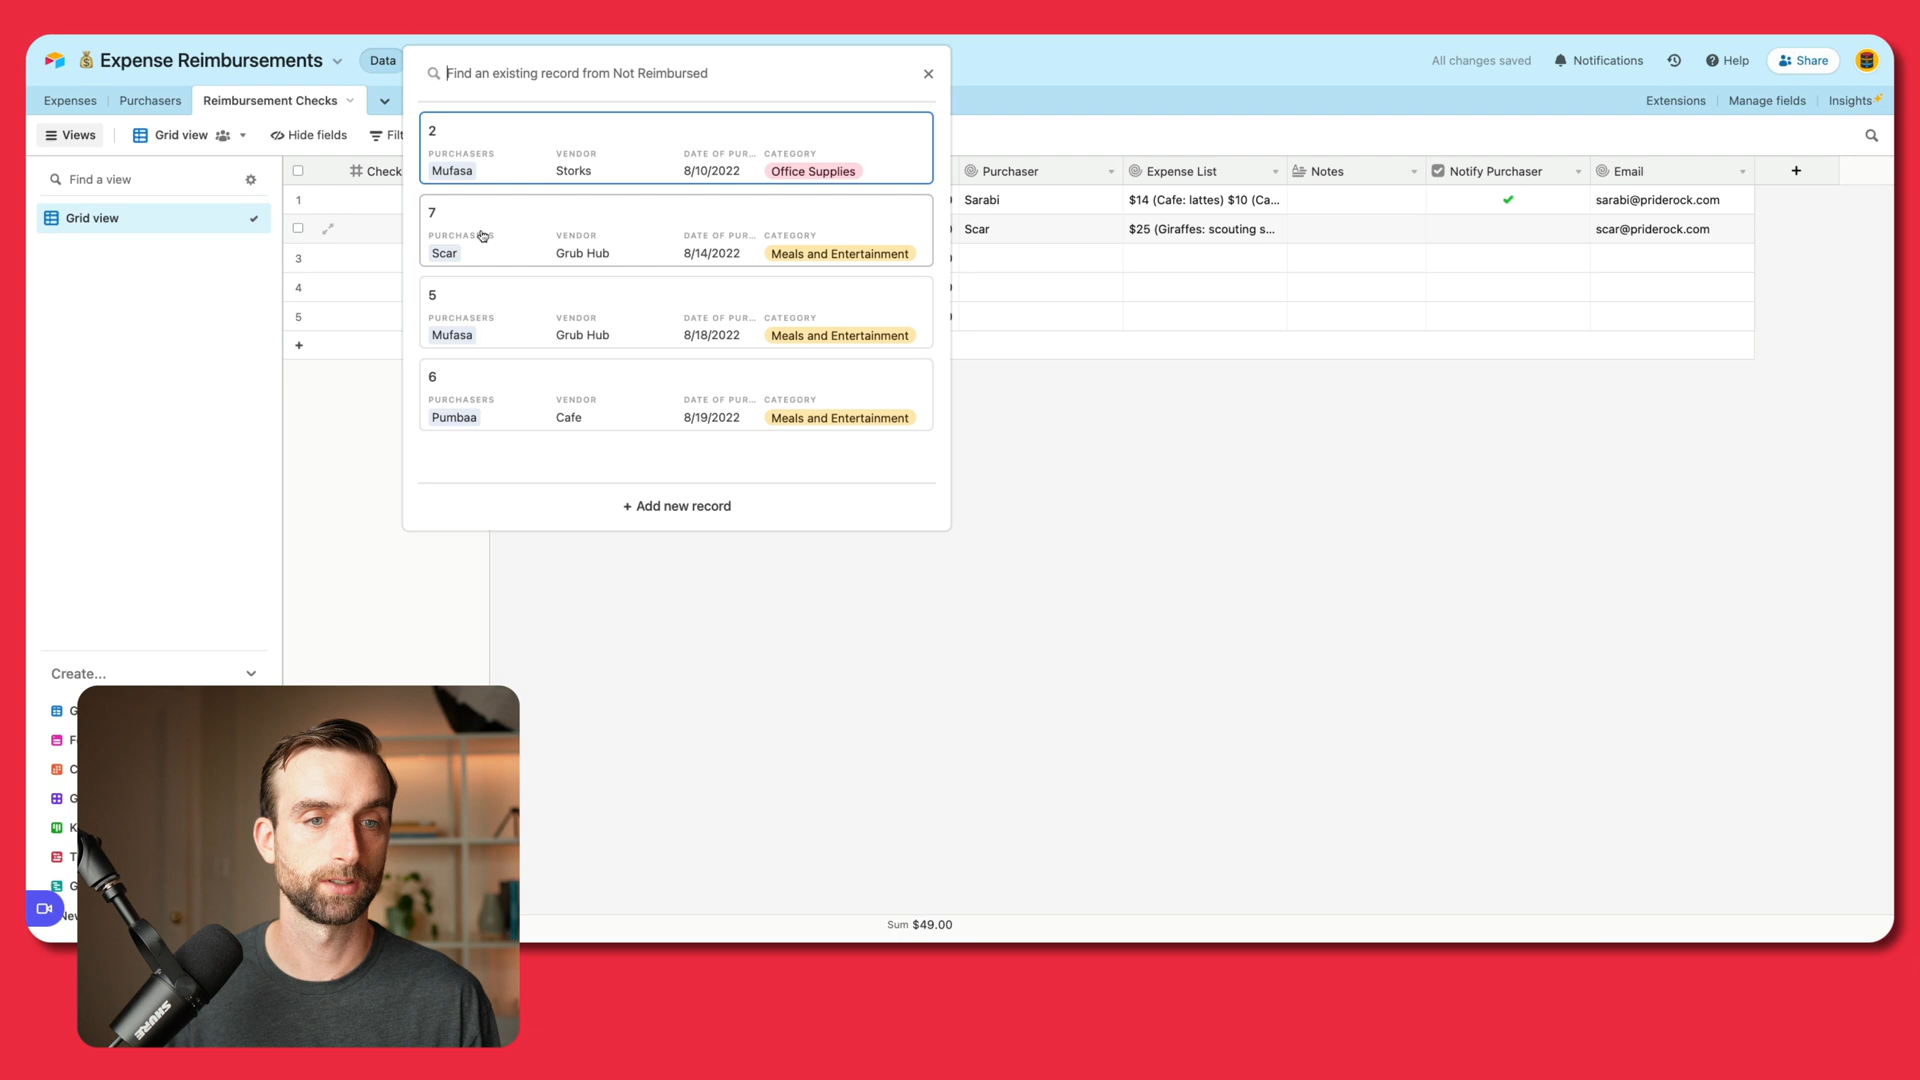 Expense Reimbursements
Data
All changes saved
Notifications
Help
Share
Expenses
Purchasers
Reimbursement Checks
Extensions
Manage fields
Insights
Views
Grid view
Hide fields
Find a view
Grid view
Create...
Check
Purchaser
Expense List
Notes
Notify Purchaser
Email
1
Sarabi
$14 (Cafe: lattes) $10 (Ca...
sarabi@priderock.com
Scar
$25 (Giraffes: scouting s...
scar@priderock.com
3
4
5
+
Find an existing record from Not Reimbursed
2
PURCHASERS
VENDOR
DATE OF PUR...
CATEGORY
Mufasa
Storks
8/10/2022
Office Supplies
7
PURCHASERS
VENDOR
DATE OF PUR...
CATEGORY
Scar
Grub Hub
8/14/2022
Meals and Entertainment
5
PURCHASERS
VENDOR
DATE OF PUR...
CATEGORY
Mufasa
Grub Hub
8/18/2022
Meals and Entertainment
6
PURCHASERS
VENDOR
DATE OF PUR...
CATEGORY
Pumbaa
Cafe
8/19/2022
Meals and Entertainment
+ Add new record
Sum $49.00
SHURE